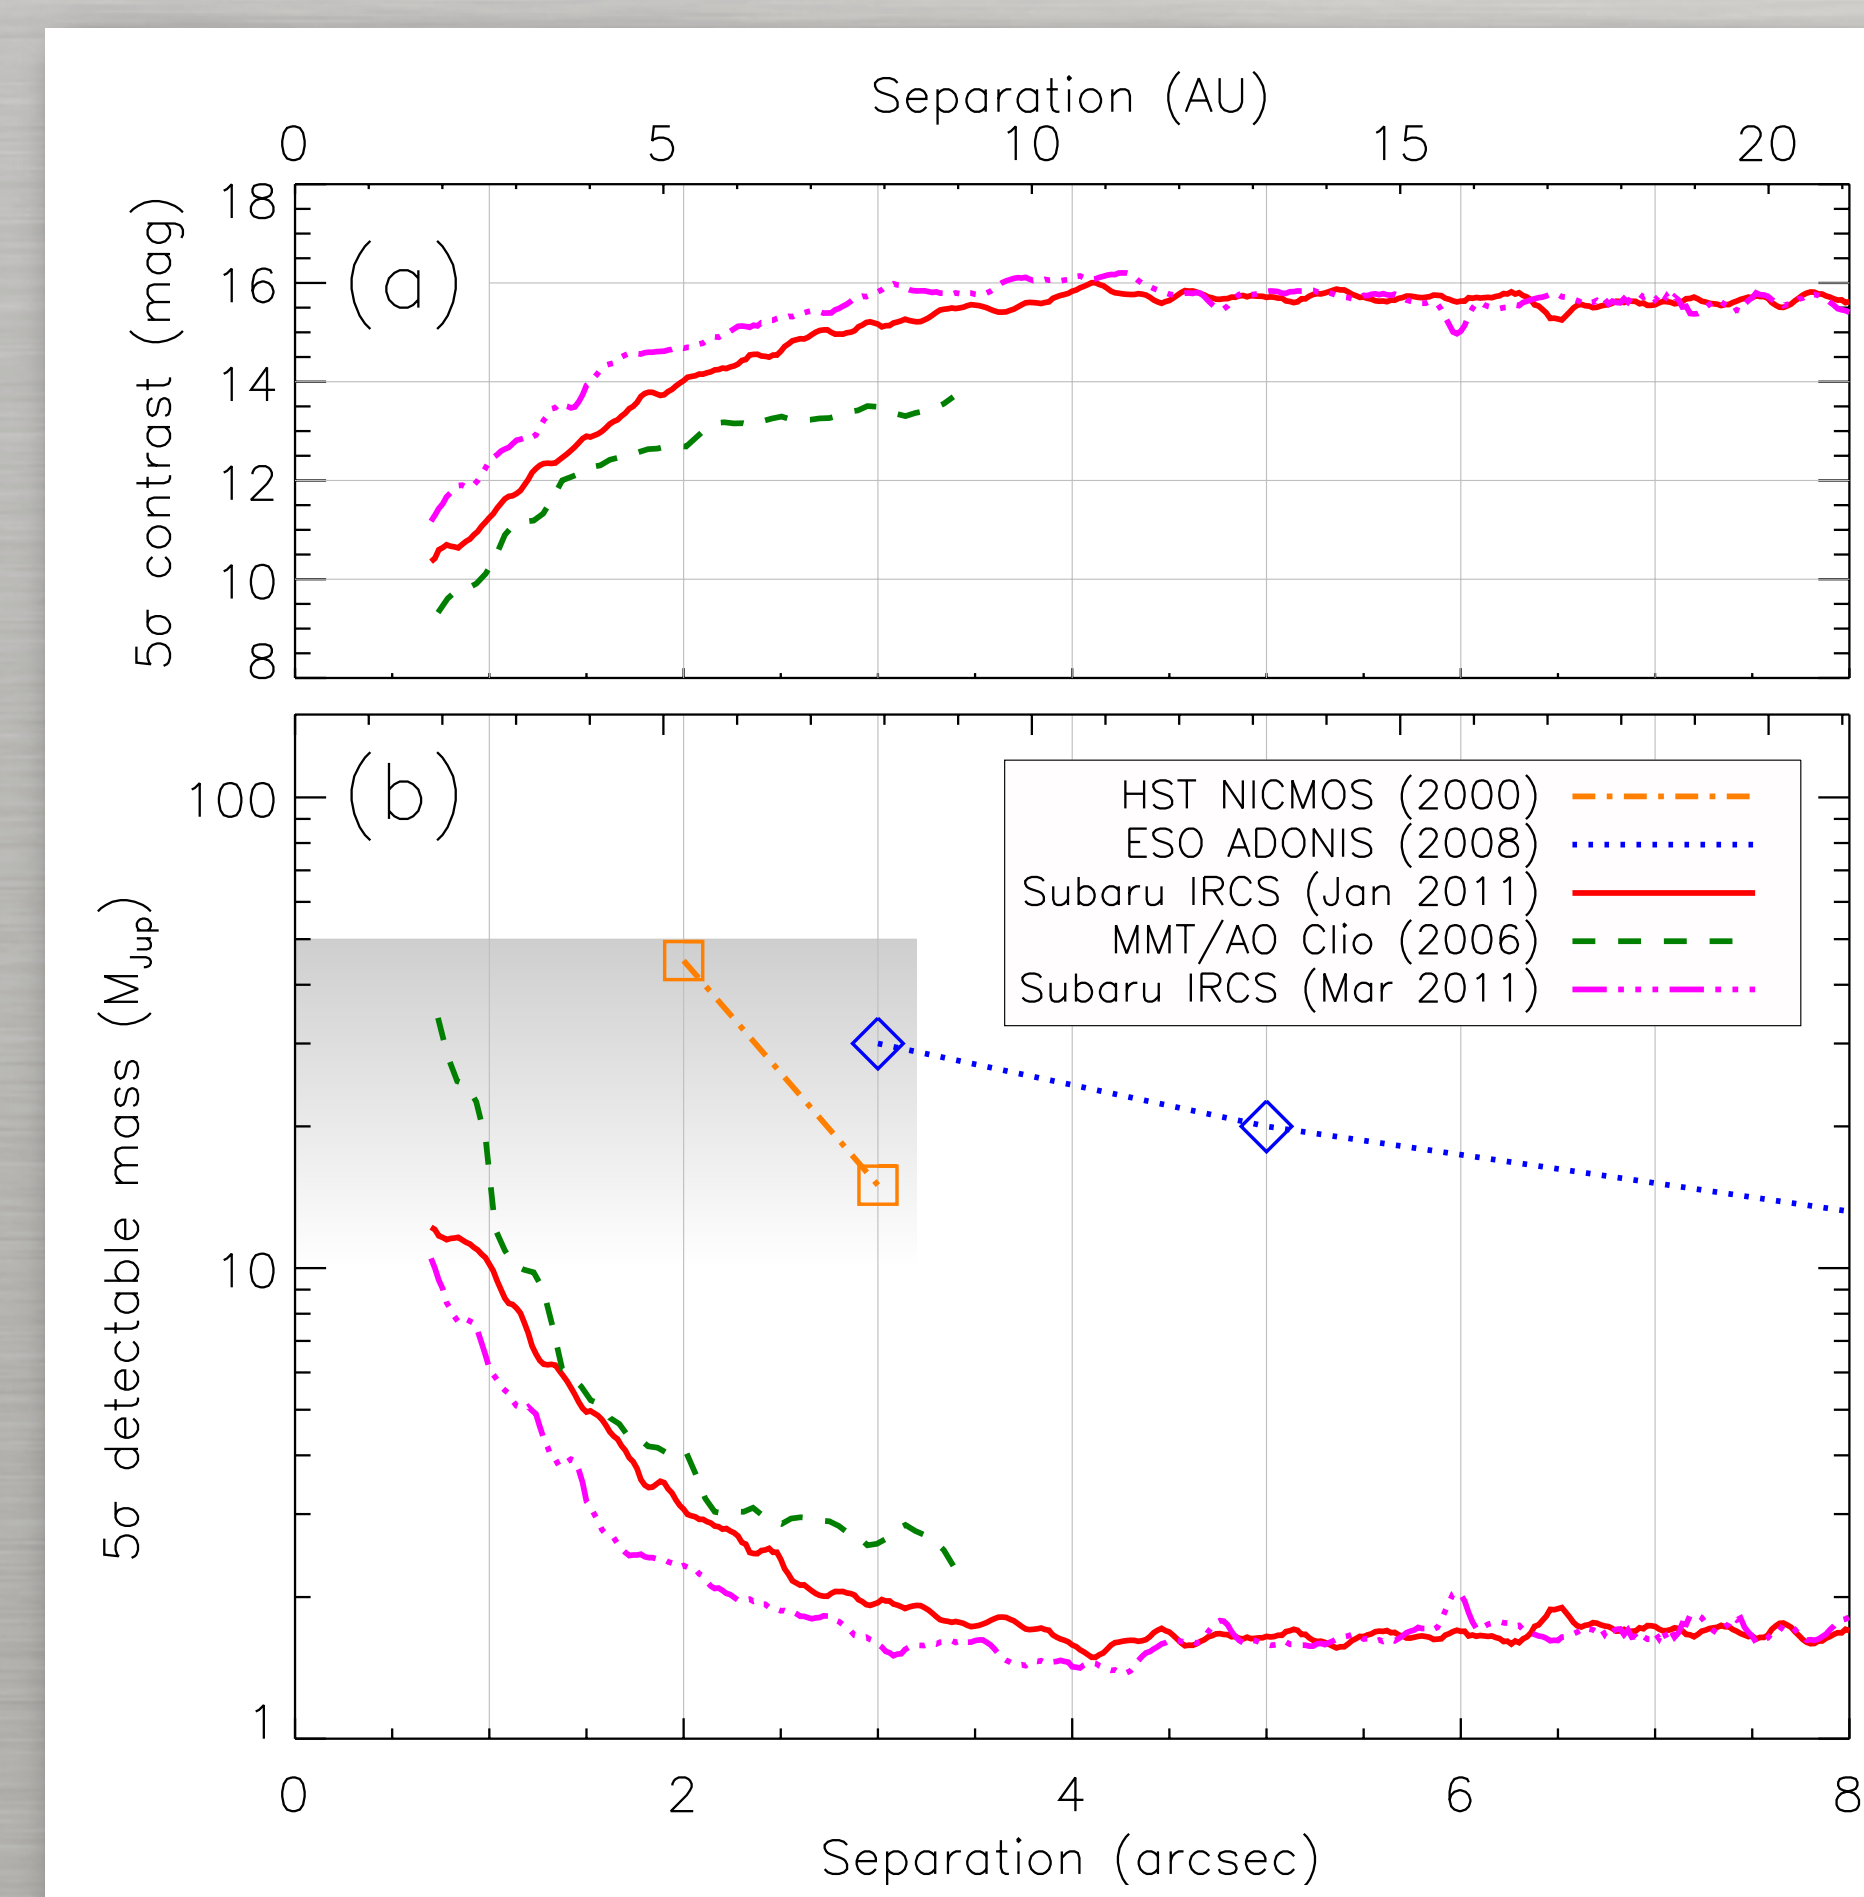 Separation (AU)
0 5 10 15 20
18
16
14
12
10
8
5σ contrast (mag)
(a)
(b)
100
10
1
5σ detectable mass (MJup)
HST NICMOS (2000)
ESO ADONIS (2008)
Subaru IRCS (Jan 2011)
MMT/AO Clio (2006)
Subaru IRCS (Mar 2011)
0 2 4 6 8
Separation (arcsec)